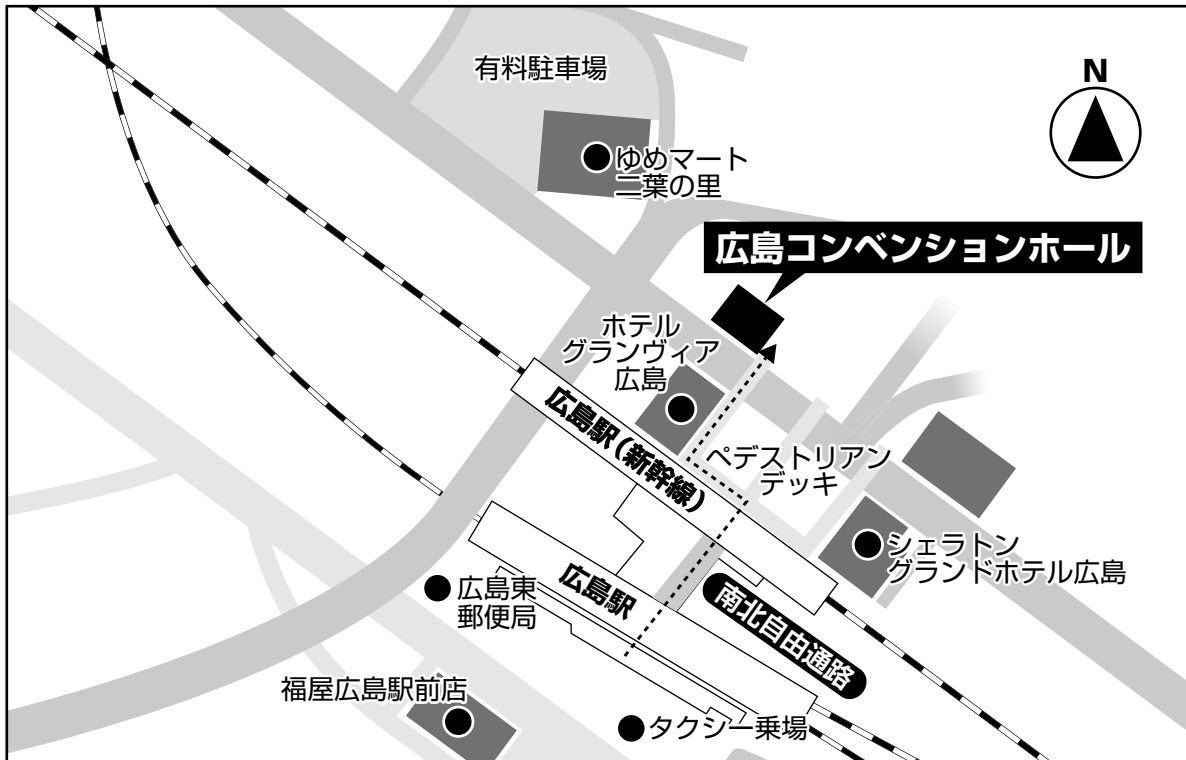 有料駐車場
N
ゆめマート
二葉の里
広島コンベンションホール
ホテル
グランヴィア
広島
広島駅(新幹線)
ペデストリアン
デッキ
シェラトン
グランドホテル広島
広島東
郵便局
広島駅
南北自由通路
福屋広島駅前店
タクシー乗場